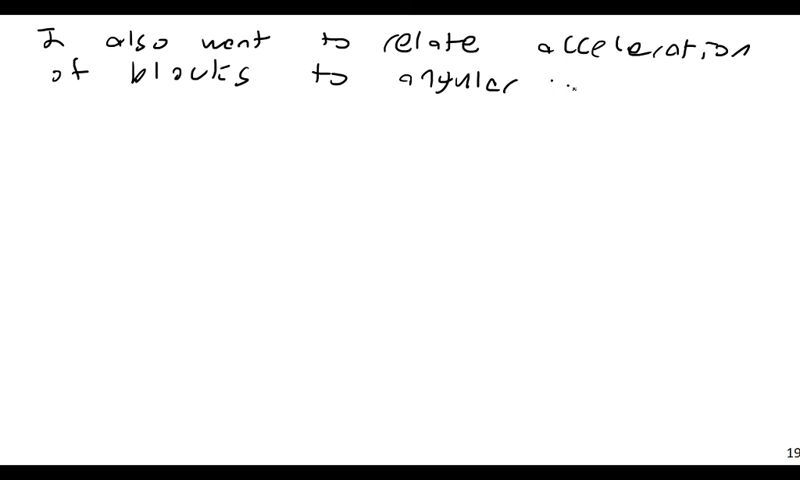 I also want to relate acceleration
of blocks to angular ...
19